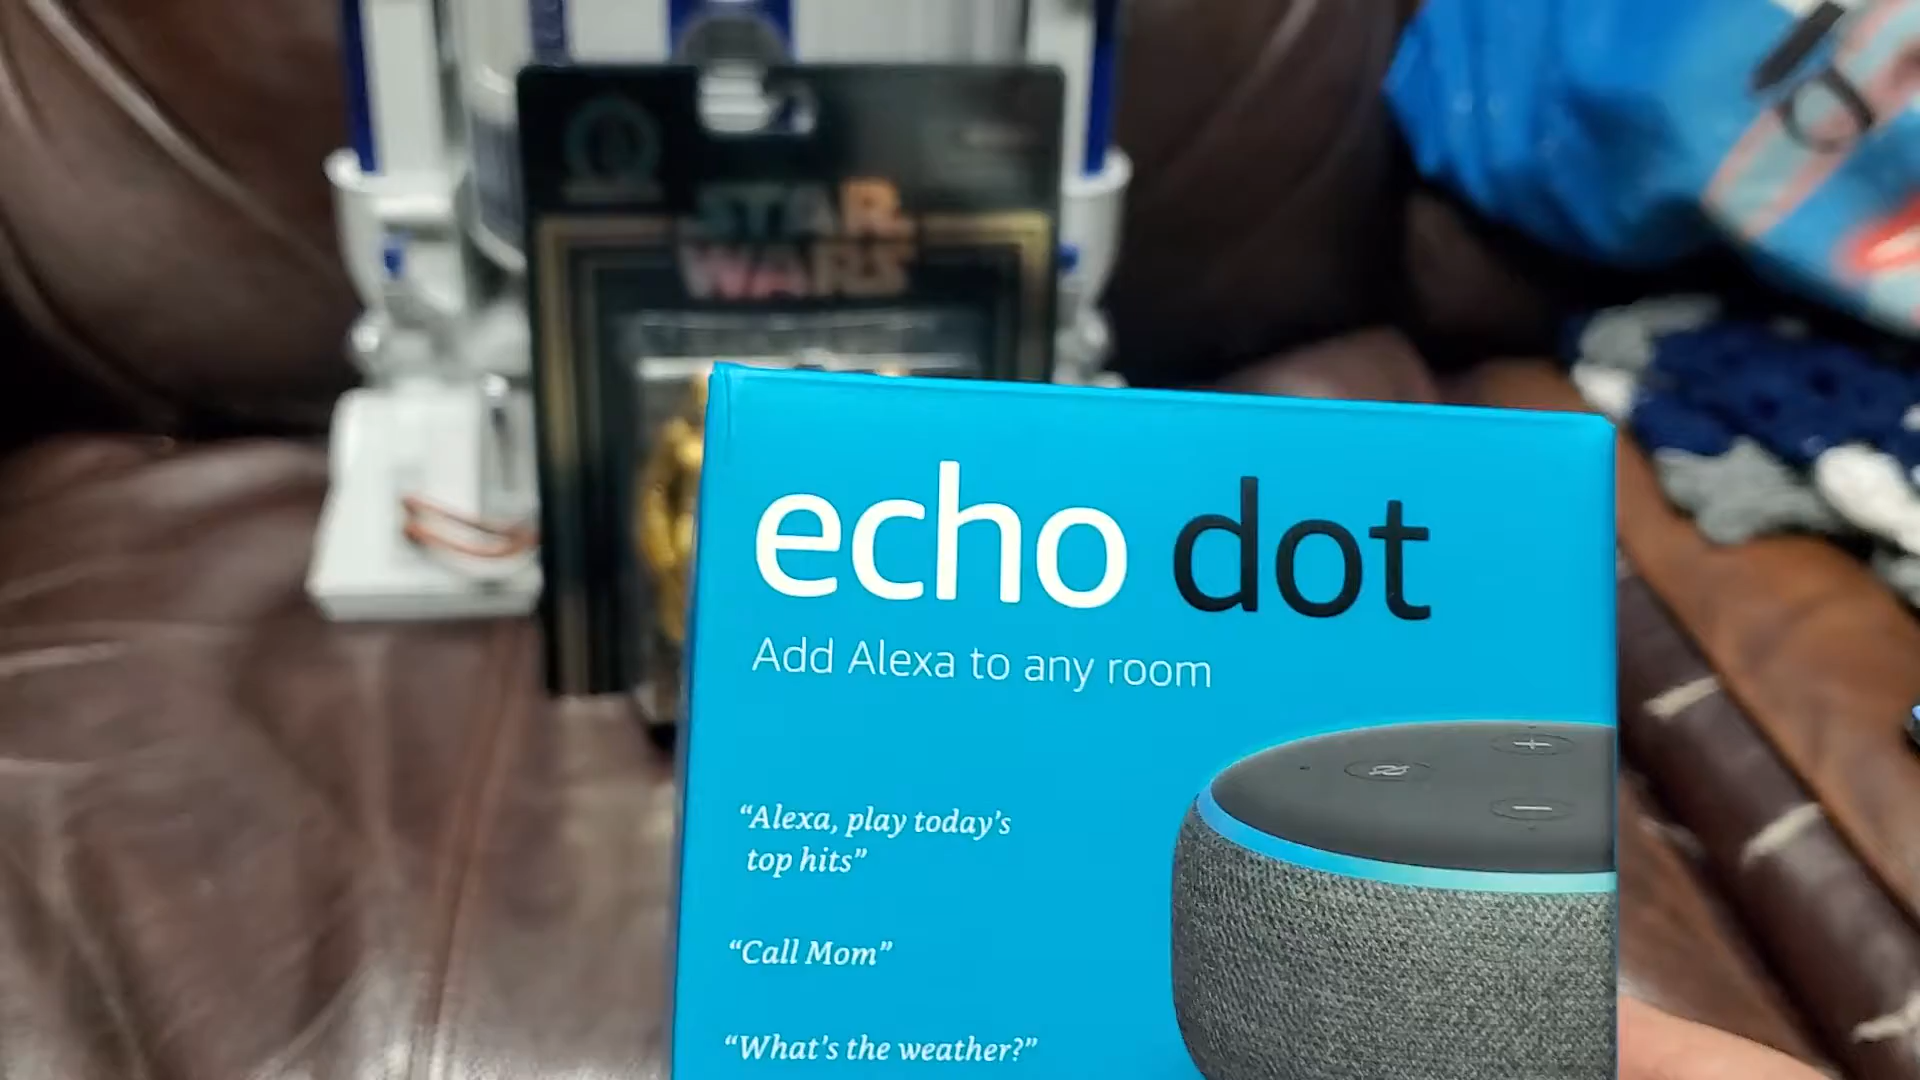 STAR
WARS
echo dot
Add Alexa to any room
“Alexa, play today’s
top hits”
“Call Mom”
“What’s the weather?”